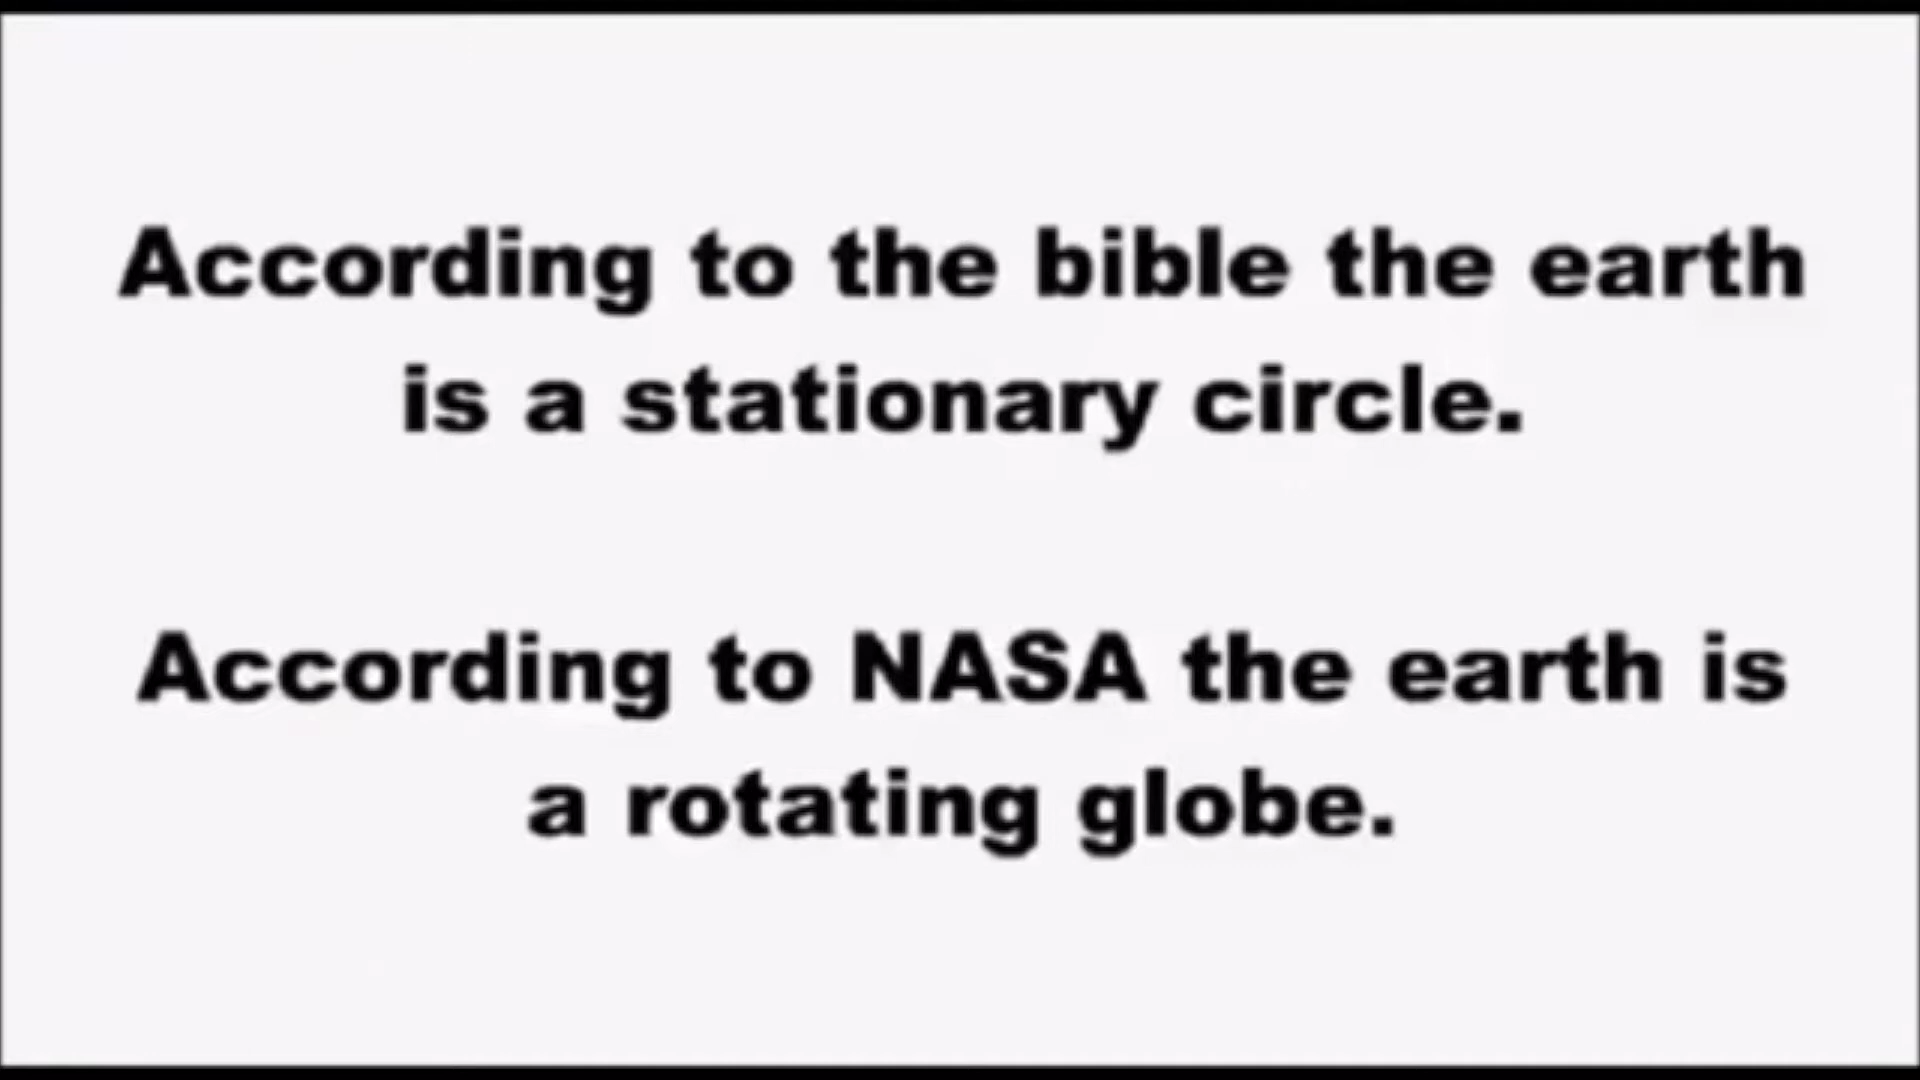 According to the bible the earth
is a stationary circle.
According to NASA the earth is
a rotating globe.